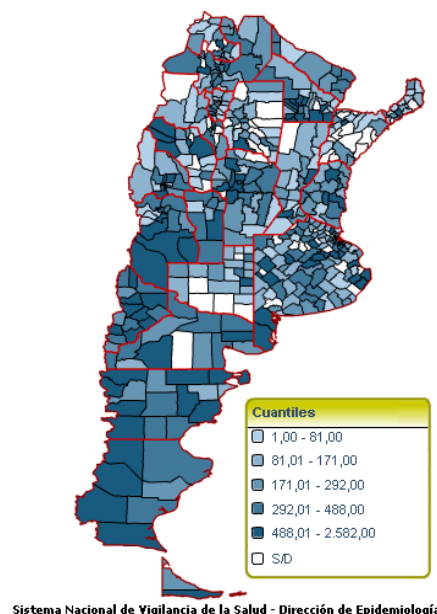 Cuantiles
1,00 - 81,00
81,01 - 171,00
171,01 - 292,00
292,01 - 488,00
488,01 - 2.582,00
S/D
Sistema Nacional de Vigilancia de la Salud - Dirección de Epidemiología